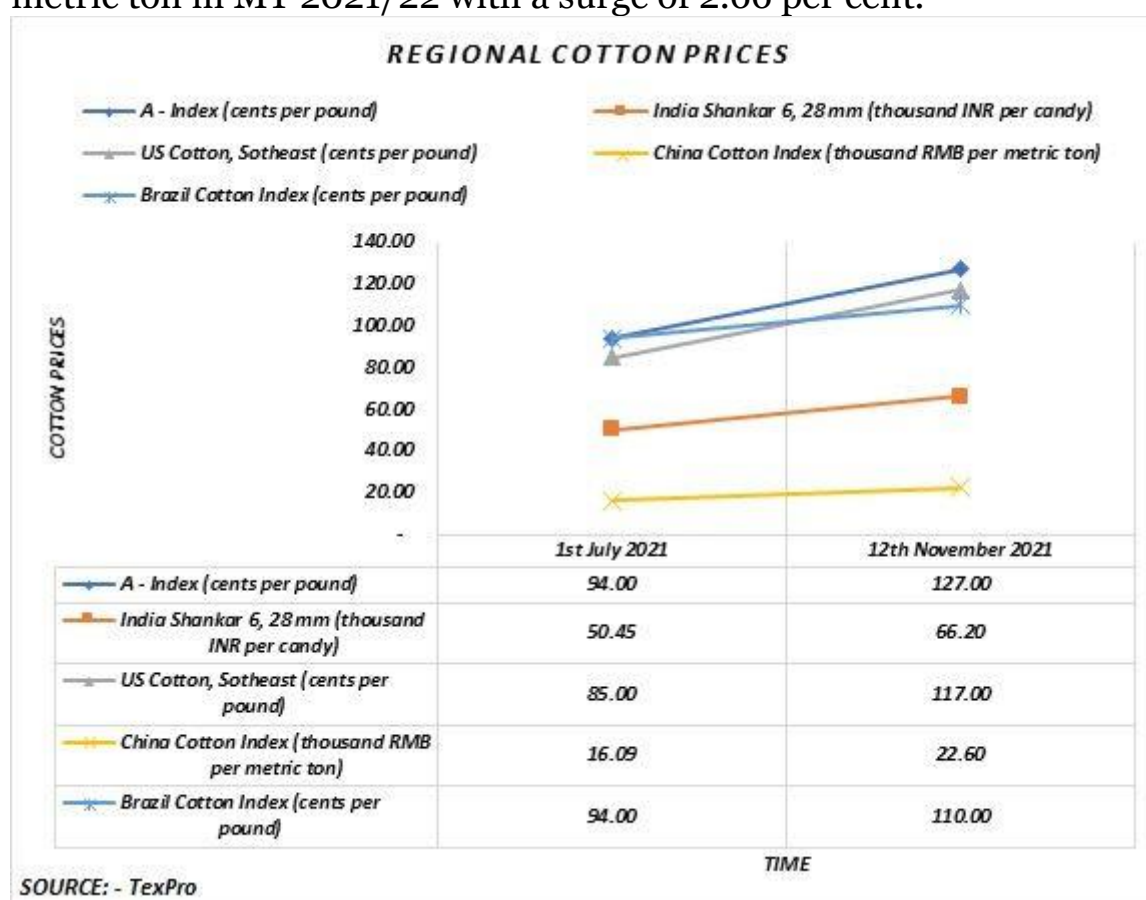 metric ton in MY 2021/22 with a surge of 2.66 per cent.
REGIONAL COTTON PRICES
A - Index (cents per pound)
India Shankar 6, 28 mm (thousand INR per candy)
US Cotton, Sotheast (cents per pound)
China Cotton Index (thousand RMB per metric ton)
Brazil Cotton Index (cents per pound)
COTTON PRICES
140.00
120.00
100.00
80.00
60.00
40.00
20.00
-
1st July 2021 12th November 2021
A - Index (cents per pound) 94.00 127.00
India Shankar 6, 28 mm (thousand
INR per candy) 50.45 66.20
US Cotton, Sotheast (cents per
pound) 85.00 117.00
China Cotton Index (thousand RMB
per metric ton) 16.09 22.60
Brazil Cotton Index (cents per
pound) 94.00 110.00
TIME
SOURCE: - TexPro